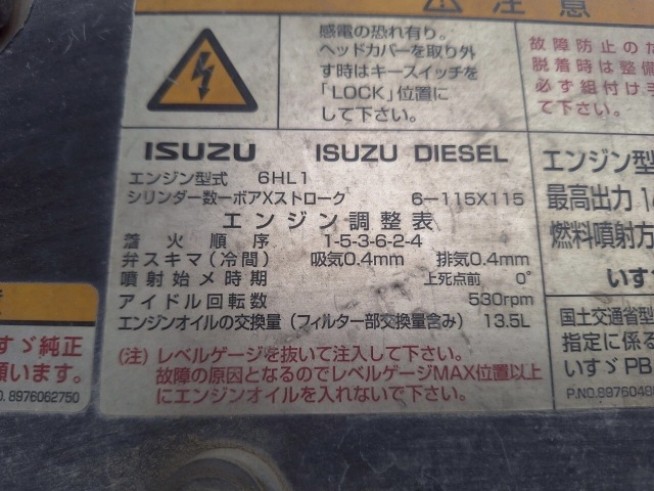 注意
感電の恐れ有り。
ヘッドカバーを取り外
す時はキースイッチを
「LOCK」位置に
して下さい。
故障防止のた
脱着時は整備
必ず組付け手
て下さい。
ISUZU ISUZU DIESEL
エンジン型式 6HL1
シリンダー数ーボアXストローク 6-115X115
エンジン調整表
着火順序 1-5-3-6-2-4
弁スキマ(冷間) 吸気0.4mm 排気0.4mm
噴射始メ時期 上死点前 0°
アイドル回転数 530rpm
エンジンオイルの交換量(フィルター部交換量含み) 13.5L
(注)レベルゲージを抜いて注入して下さい。
故障の原因となるのでレベルゲージMAX位置以上
にエンジンオイルを入れないで下さい。
エンジン型
最高出力
燃料噴射方
いすゞ
国土交通省型
指定に係る
いすゞPB
P.NO.8976048
すゞ純正
願います。
O.8976062750